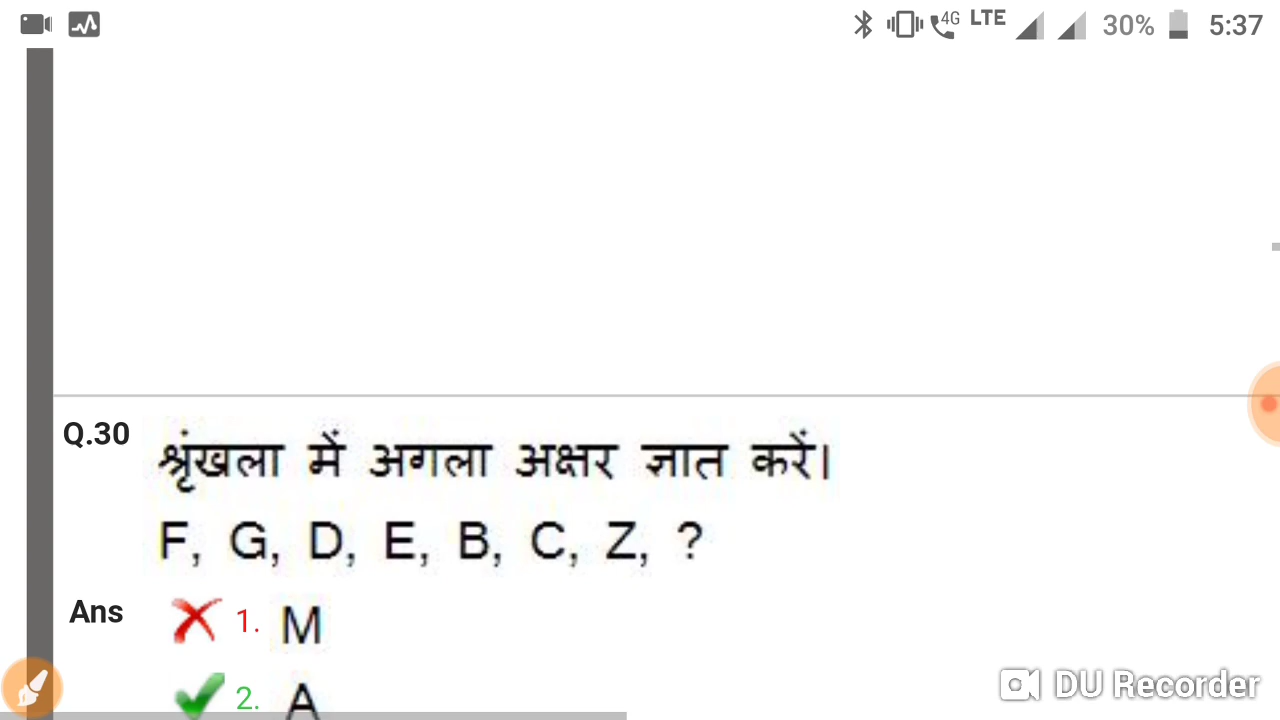 4G LTE 30% 5:37
Q.30 श्रृंखला में अगला अक्षर ज्ञात करें।
F, G, D, E, B, C, Z, ?
Ans 1. M
2. A
DU Recorder